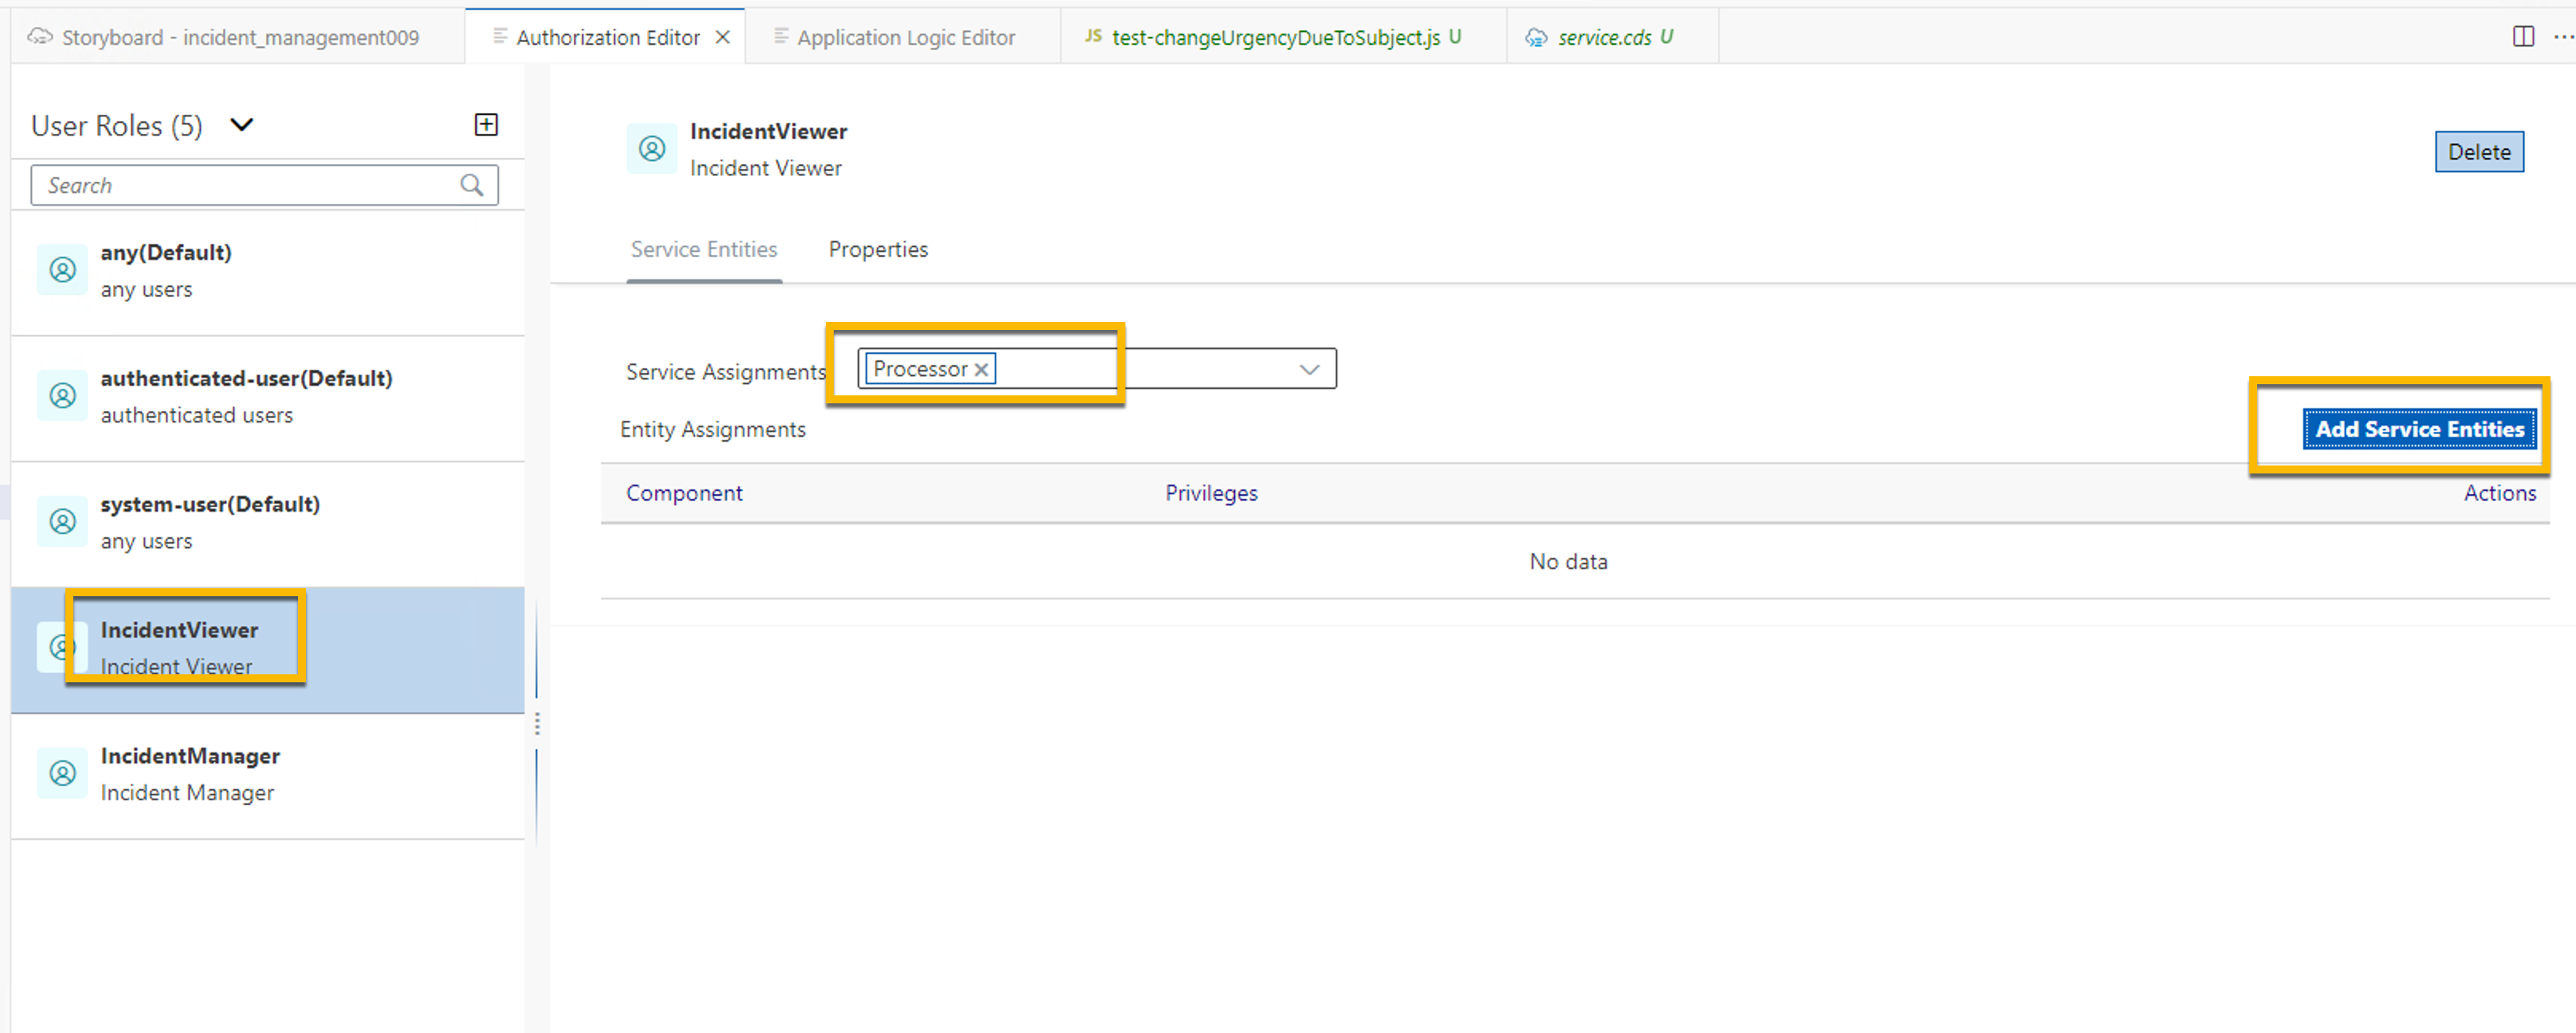 Storyboard - incident_management009
Authorization Editor
Application Logic Editor
JS test-changeUrgencyDueToSubject.js U
service.cds U
User Roles (5)
Search
any(Default)
any users
authenticated-user(Default)
authenticated users
system-user(Default)
any users
IncidentViewer
Incident Viewer
IncidentManager
Incident Manager
IncidentViewer
Incident Viewer
Delete
Service Entities Properties
Service Assignments Processor
Entity Assignments Add Service Entities
Component Privileges Actions
No data